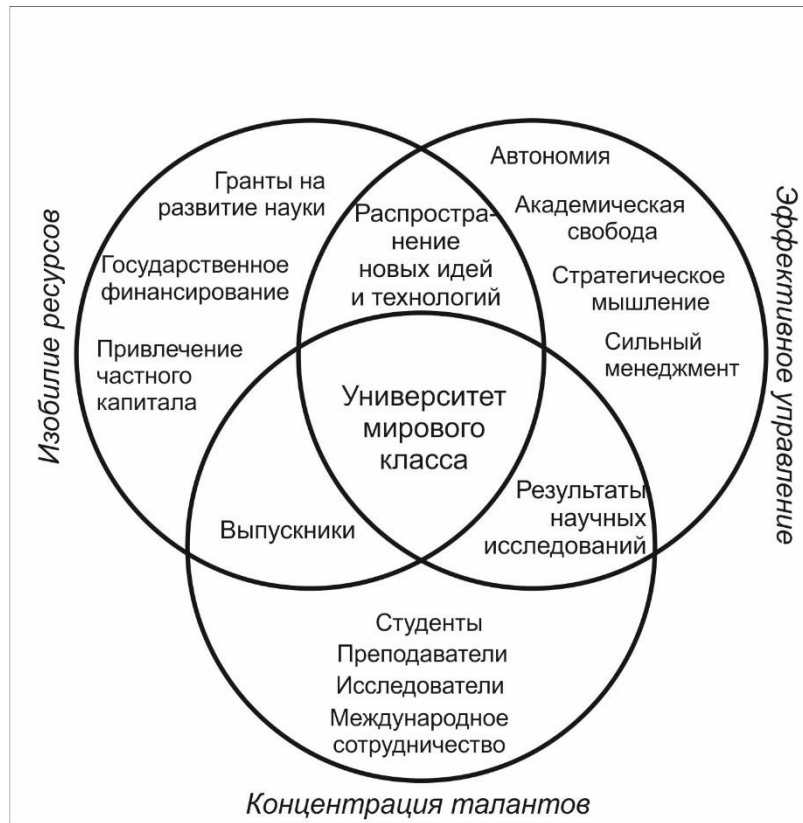 Изобилие ресурсов
Гранты на
развитие науки
Государственное
финансирование
Привлечение
частного
капитала
Распростра-
нение
новых идей
и технологий
Автономия
Академическая
свобода
Стратегическое
мышление
Сильный
менеджмент
Эффективное управление
Университет
мирового
класса
Выпускники
Результаты
научных
исследований
Студенты
Преподаватели
Исследователи
Международное
сотрудничество
Концентрация талантов